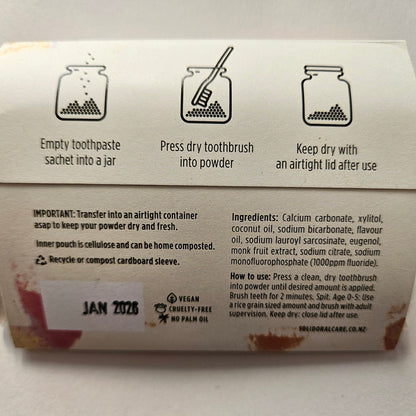 Empty toothpaste
sachet into a jar
Press dry toothbrush
into powder
Keep dry with
an airtight lid after use
IMPORTANT: Transfer into an airtight container
asap to keep your powder dry and fresh.
Inner pouch is cellulose and can be home composted.
Recycle or compost cardboard sleeve.
JAN 2026
VEGAN
CRUELTY-FREE
NO PALM OIL
Ingredients: Calcium carbonate, xylitol,
coconut oil, sodium bicarbonate, flavour
oil, sodium lauroyl sarcosinate, eugenol,
monk fruit extract, sodium citrate, sodium
monofluorophosphate (1000ppm fluoride).
How to use: Press a clean, dry toothbrush
into powder until desired amount is applied.
Brush teeth for 2 minutes. Spit. Age 0-5: Use
a rice grain sized amount and brush with adult
supervision. Keep dry: close lid after use.
SOLIDORALCARE.CO.NZ